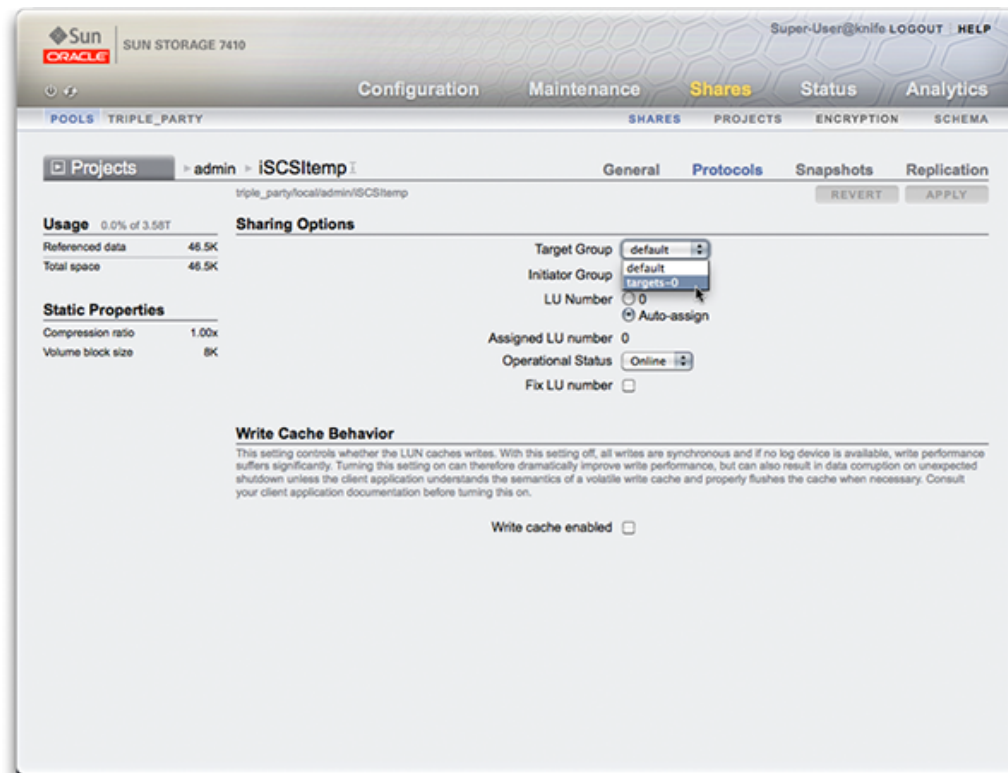 Sun
ORACLE
SUN STORAGE 7410
Super-User@knife LOGOUT HELP
Configuration Maintenance Shares Status Analytics
POOLS TRIPLE_PARTY
SHARES PROJECTS ENCRYPTION SCHEMA
Projects admin iSCSItemp
General Protocols Snapshots Replication
triple_party/local/admin/iSCSItemp
REVERT APPLY
Usage 0.0% of 3.58T
Referenced data 46.5K
Total space 46.5K
Static Properties
Compression ratio 1.00x
Volume block size 8K
Sharing Options
Target Group default
default
targets-0
Initiator Group
LU Number 0
Auto-assign
Assigned LU number 0
Operational Status Online
Fix LU number
Write Cache Behavior
This setting controls whether the LUN caches writes. With this setting off, all writes are synchronous and if no log device is available, write performance
suffers significantly. Turning this setting on can therefore dramatically improve write performance, but can also result in data corruption on unexpected
shutdown unless the client application understands the semantics of a volatile write cache and properly flushes the cache when necessary. Consult
your client application documentation before turning this on.
Write cache enabled